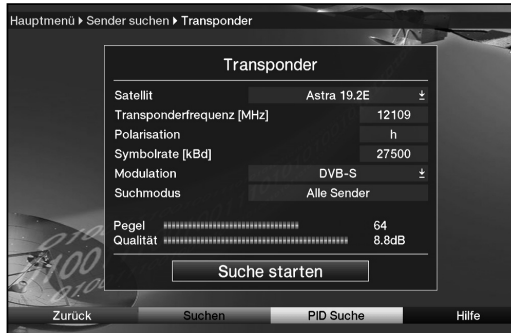 Hauptmenü ▸ Sender suchen ▸ Transponder
Transponder
Satellit Astra 19.2E
Transponderfrequenz [MHz] 12109
Polarisation h
Symbolrate [kBd] 27500
Modulation DVB-S
Suchmodus Alle Sender
Pegel 64
Qualität 8.8dB
Suche starten
Zurück Suchen PID Suche Hilfe